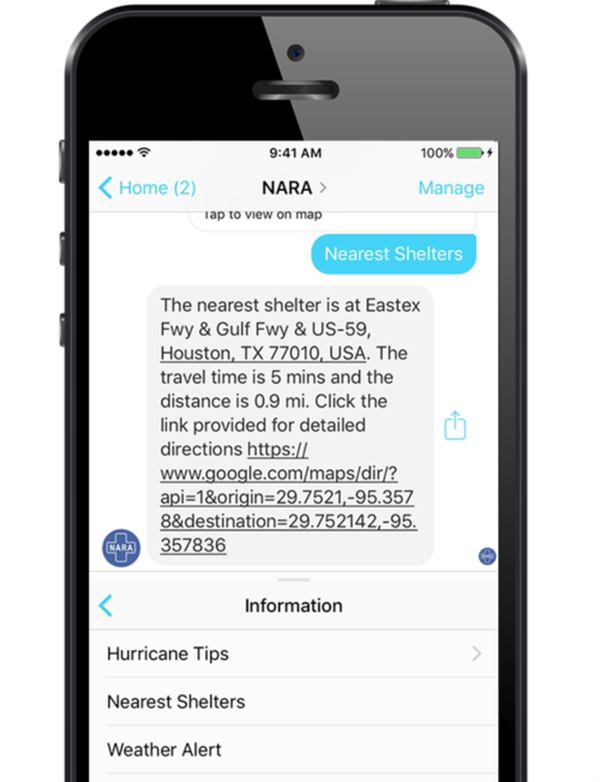 9:41 AM
100%
Home (2)
NARA
Manage
Tap to view on map
Nearest Shelters
The nearest shelter is at Eastex
Fwy & Gulf Fwy & US-59,
Houston, TX 77010, USA. The
travel time is 5 mins and the
distance is 0.9 mi. Click the
link provided for detailed
directions https://
www.google.com/maps/dir/?
api=1&origin=29.7521,-95.357
8&destination=29.752142,-95.
357836
NARA
NARA
Information
Hurricane Tips
Nearest Shelters
Weather Alert